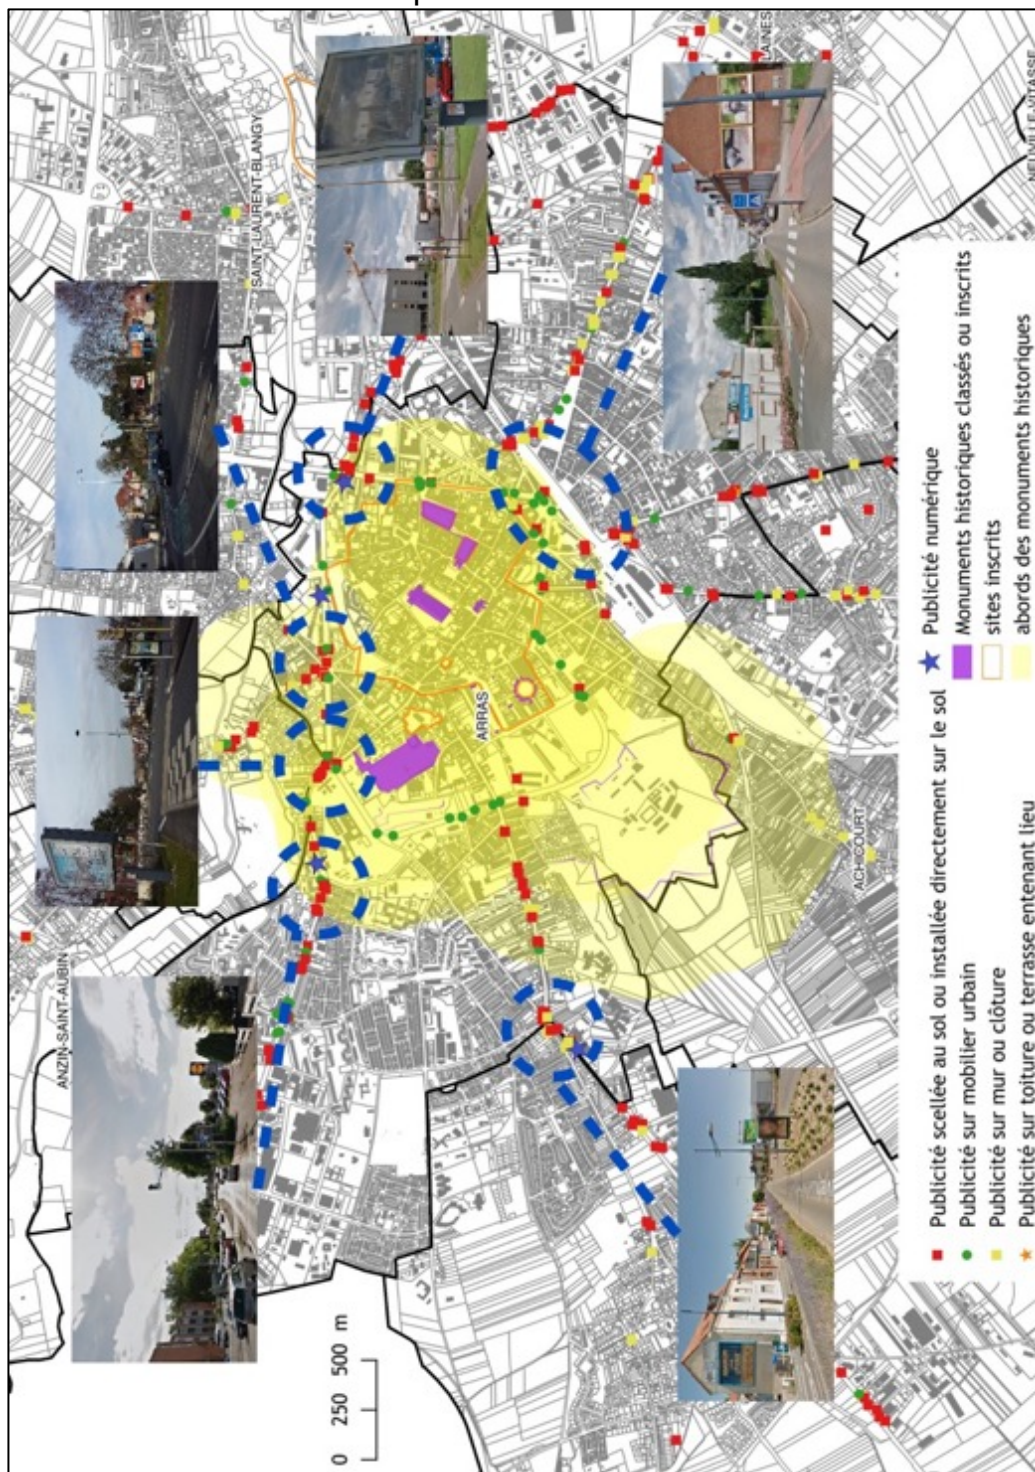 ANZIN-SAINT-AUBIN
SAINT-LAURENT-BLANGY
ARRAS
ACHICOURT
0 250 500 m
Publicité scellée au sol ou installée directement sur le sol
Publicité sur mobilier urbain
Publicité sur mur ou clôture
Publicité sur toiture ou terrasse entenant lieu
Publicité numérique
Monuments historiques classés ou inscrits
sites inscrits
abords des monuments historiques